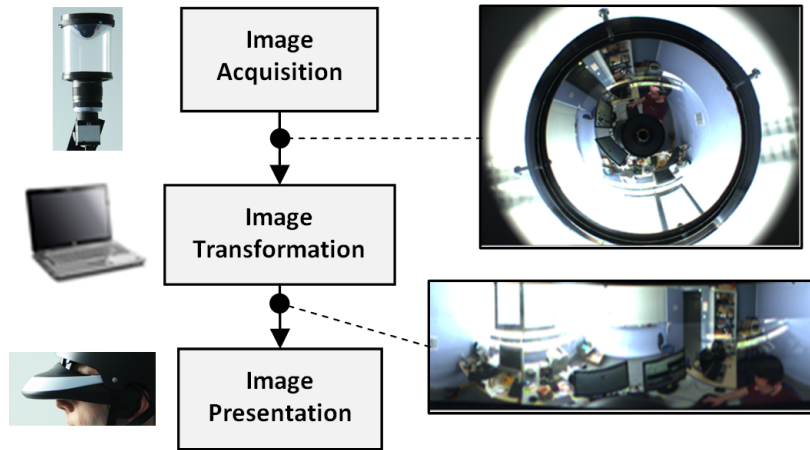 Image
Acquisition
Image
Transformation
Image
Presentation